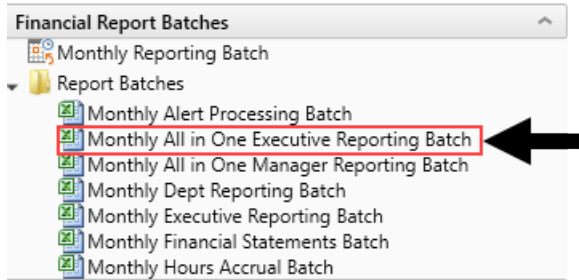 Financial Report Batches
Monthly Reporting Batch
Report Batches
Monthly Alert Processing Batch
Monthly All in One Executive Reporting Batch
Monthly All in One Manager Reporting Batch
Monthly Dept Reporting Batch
Monthly Executive Reporting Batch
Monthly Financial Statements Batch
Monthly Hours Accrual Batch